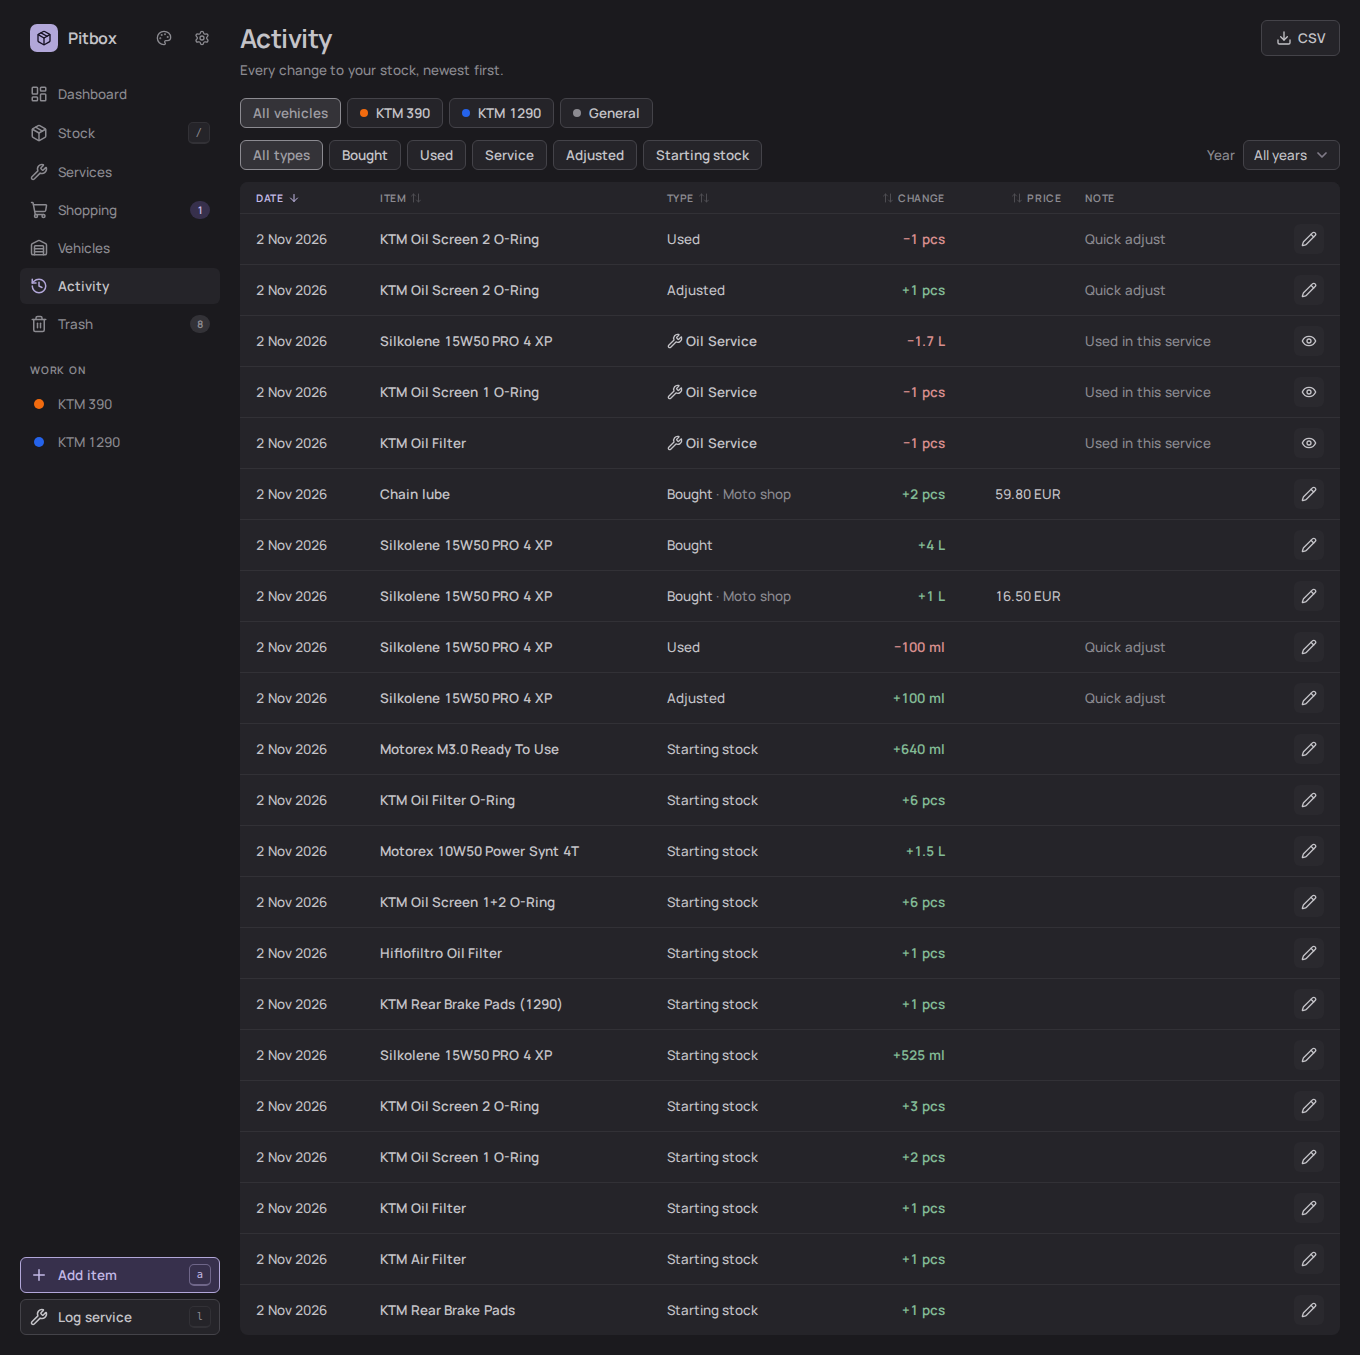 Pitbox
Dashboard
Stock /
Services
Shopping 1
Vehicles
Activity
Trash 8
WORK ON
KTM 390
KTM 1290
Add item a
Log service l
Activity
CSV
Every change to your stock, newest first.
All vehicles KTM 390 KTM 1290 General
All types Bought Used Service Adjusted Starting stock Year All years
DATE ITEM TYPE CHANGE PRICE NOTE
2 Nov 2026 KTM Oil Screen 2 O-Ring Used −1 pcs Quick adjust
2 Nov 2026 KTM Oil Screen 2 O-Ring Adjusted +1 pcs Quick adjust
2 Nov 2026 Silkolene 15W50 PRO 4 XP Oil Service −1.7 L Used in this service
2 Nov 2026 KTM Oil Screen 1 O-Ring Oil Service −1 pcs Used in this service
2 Nov 2026 KTM Oil Filter Oil Service −1 pcs Used in this service
2 Nov 2026 Chain lube Bought · Moto shop +2 pcs 59.80 EUR
2 Nov 2026 Silkolene 15W50 PRO 4 XP Bought +4 L
2 Nov 2026 Silkolene 15W50 PRO 4 XP Bought · Moto shop +1 L 16.50 EUR
2 Nov 2026 Silkolene 15W50 PRO 4 XP Used −100 ml Quick adjust
2 Nov 2026 Silkolene 15W50 PRO 4 XP Adjusted +100 ml Quick adjust
2 Nov 2026 Motorex M3.0 Ready To Use Starting stock +640 ml
2 Nov 2026 KTM Oil Filter O-Ring Starting stock +6 pcs
2 Nov 2026 Motorex 10W50 Power Synt 4T Starting stock +1.5 L
2 Nov 2026 KTM Oil Screen 1+2 O-Ring Starting stock +6 pcs
2 Nov 2026 Hiflofiltro Oil Filter Starting stock +1 pcs
2 Nov 2026 KTM Rear Brake Pads (1290) Starting stock +1 pcs
2 Nov 2026 Silkolene 15W50 PRO 4 XP Starting stock +525 ml
2 Nov 2026 KTM Oil Screen 2 O-Ring Starting stock +3 pcs
2 Nov 2026 KTM Oil Screen 1 O-Ring Starting stock +2 pcs
2 Nov 2026 KTM Oil Filter Starting stock +1 pcs
2 Nov 2026 KTM Air Filter Starting stock +1 pcs
2 Nov 2026 KTM Rear Brake Pads Starting stock +1 pcs